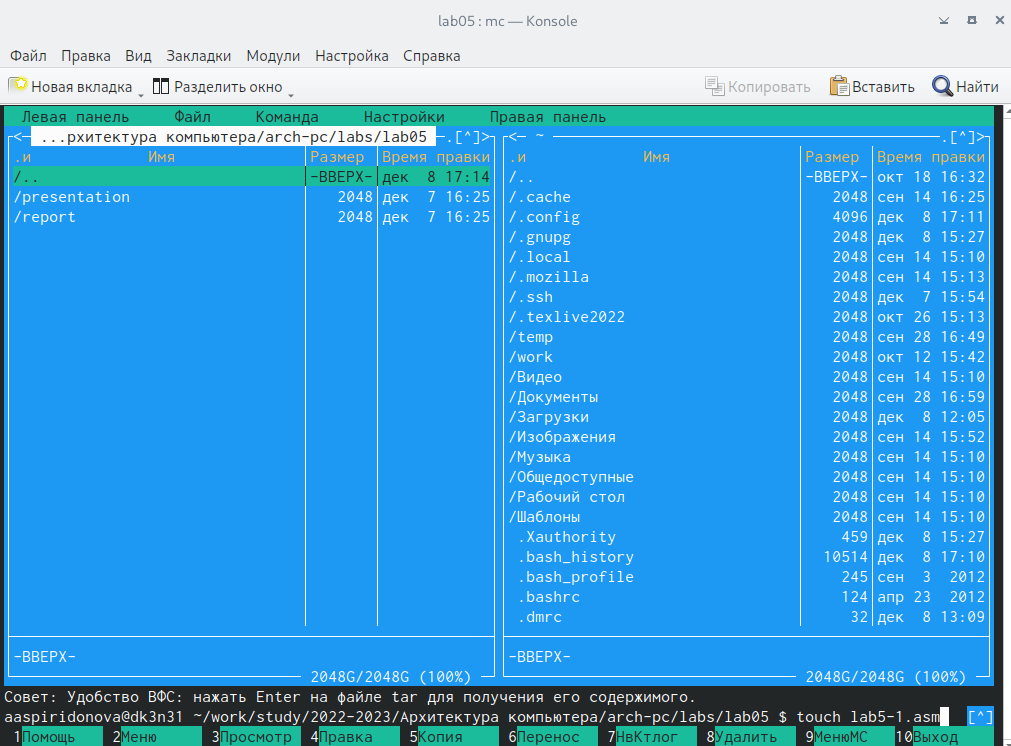 lab05 : mc — Konsole
Файл Правка Вид Закладки Модули Настройка Справка
Новая вкладка Разделить окно Копировать Вставить Найти
Левая панель Файл Команда Настройки Правая панель
<─ ...рхитектура компьютера/arch-pc/labs/lab05 ─.[^]> <─ ~ ─.[^]>
.и Имя Размер Время правки .и Имя Размер Время правки
/.. -ВВЕРХ- дек 8 17:14 /.. -ВВЕРХ- окт 18 16:32
/presentation 2048 дек 7 16:25 /.cache 2048 сен 14 16:25
/report 2048 дек 7 16:25 /.config 4096 дек 8 17:11
/.gnupg 2048 дек 8 15:27
/.local 2048 сен 14 15:10
/.mozilla 2048 сен 14 15:13
/.ssh 2048 дек 7 15:54
/.texlive2022 2048 окт 26 15:13
/temp 2048 сен 28 16:49
/work 2048 окт 12 15:42
/Видео 2048 сен 14 15:10
/Документы 2048 сен 28 16:59
/Загрузки 2048 дек 8 12:05
/Изображения 2048 сен 14 15:52
/Музыка 2048 сен 14 15:10
/Общедоступные 2048 сен 14 15:10
/Рабочий стол 2048 сен 14 15:10
/Шаблоны 2048 сен 14 15:10
.Xauthority 459 дек 8 15:27
.bash_history 10514 дек 8 17:10
.bash_profile 245 сен 3 2012
.bashrc 124 апр 23 2012
.dmrc 32 дек 8 13:09
-ВВЕРХ- -ВВЕРХ-
2048G/2048G (100%) 2048G/2048G (100%)
Совет: Удобство ВФС: нажать Enter на файле tar для получения его содержимого.
aaspiridonova@dk3n31 ~/work/study/2022-2023/Архитектура компьютера/arch-pc/labs/lab05 $ touch lab5-1.asm [^]
1Помощь 2Меню 3Просмотр 4Правка 5Копия 6Перенос 7НвКтлог 8Удалить 9МенюМС 10Выход